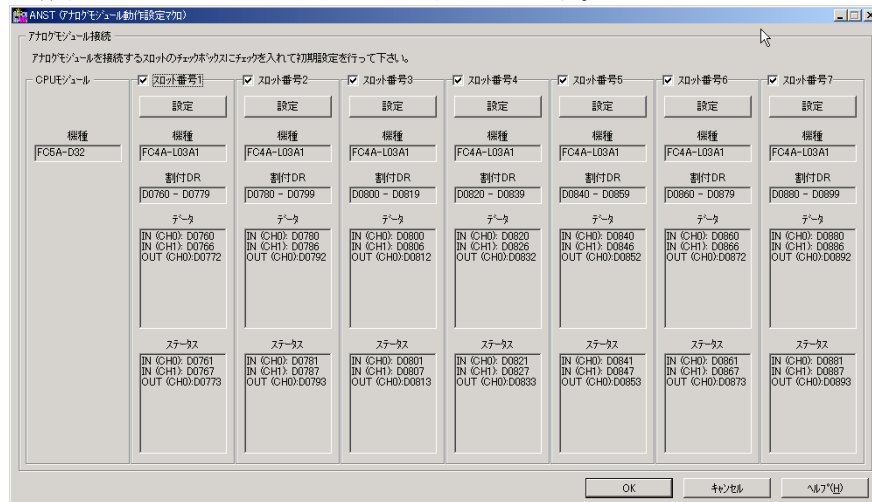 ANST (アナログモジュール動作設定マクロ)
アナログモジュール接続
アナログモジュールを接続するスロットのチェックボックスにチェックを入れて初期設定を行って下さい。
CPUモジュール
機種
FC5A-D32
スロット番号1
設定
機種
FC4A-L03A1
割付DR
D0760 - D0779
データ
IN (CH0): D0760
IN (CH1): D0766
OUT (CH0):D0772
ステータス
IN (CH0): D0761
IN (CH1): D0767
OUT (CH0):D0773
スロット番号2
設定
機種
FC4A-L03A1
割付DR
D0780 - D0799
データ
IN (CH0): D0780
IN (CH1): D0786
OUT (CH0):D0792
ステータス
IN (CH0): D0781
IN (CH1): D0787
OUT (CH0):D0793
スロット番号3
設定
機種
FC4A-L03A1
割付DR
D0800 - D0819
データ
IN (CH0): D0800
IN (CH1): D0806
OUT (CH0):D0812
ステータス
IN (CH0): D0801
IN (CH1): D0807
OUT (CH0):D0813
スロット番号4
設定
機種
FC4A-L03A1
割付DR
D0820 - D0839
データ
IN (CH0): D0820
IN (CH1): D0826
OUT (CH0):D0832
ステータス
IN (CH0): D0821
IN (CH1): D0827
OUT (CH0):D0833
スロット番号5
設定
機種
FC4A-L03A1
割付DR
D0840 - D0859
データ
IN (CH0): D0840
IN (CH1): D0846
OUT (CH0):D0852
ステータス
IN (CH0): D0841
IN (CH1): D0847
OUT (CH0):D0853
スロット番号6
設定
機種
FC4A-L03A1
割付DR
D0860 - D0879
データ
IN (CH0): D0860
IN (CH1): D0866
OUT (CH0):D0872
ステータス
IN (CH0): D0861
IN (CH1): D0867
OUT (CH0):D0873
スロット番号7
設定
機種
FC4A-L03A1
割付DR
D0880 - D0899
データ
IN (CH0): D0880
IN (CH1): D0886
OUT (CH0):D0892
ステータス
IN (CH0): D0881
IN (CH1): D0887
OUT (CH0):D0893
OK
キャンセル
ヘルプ(H)